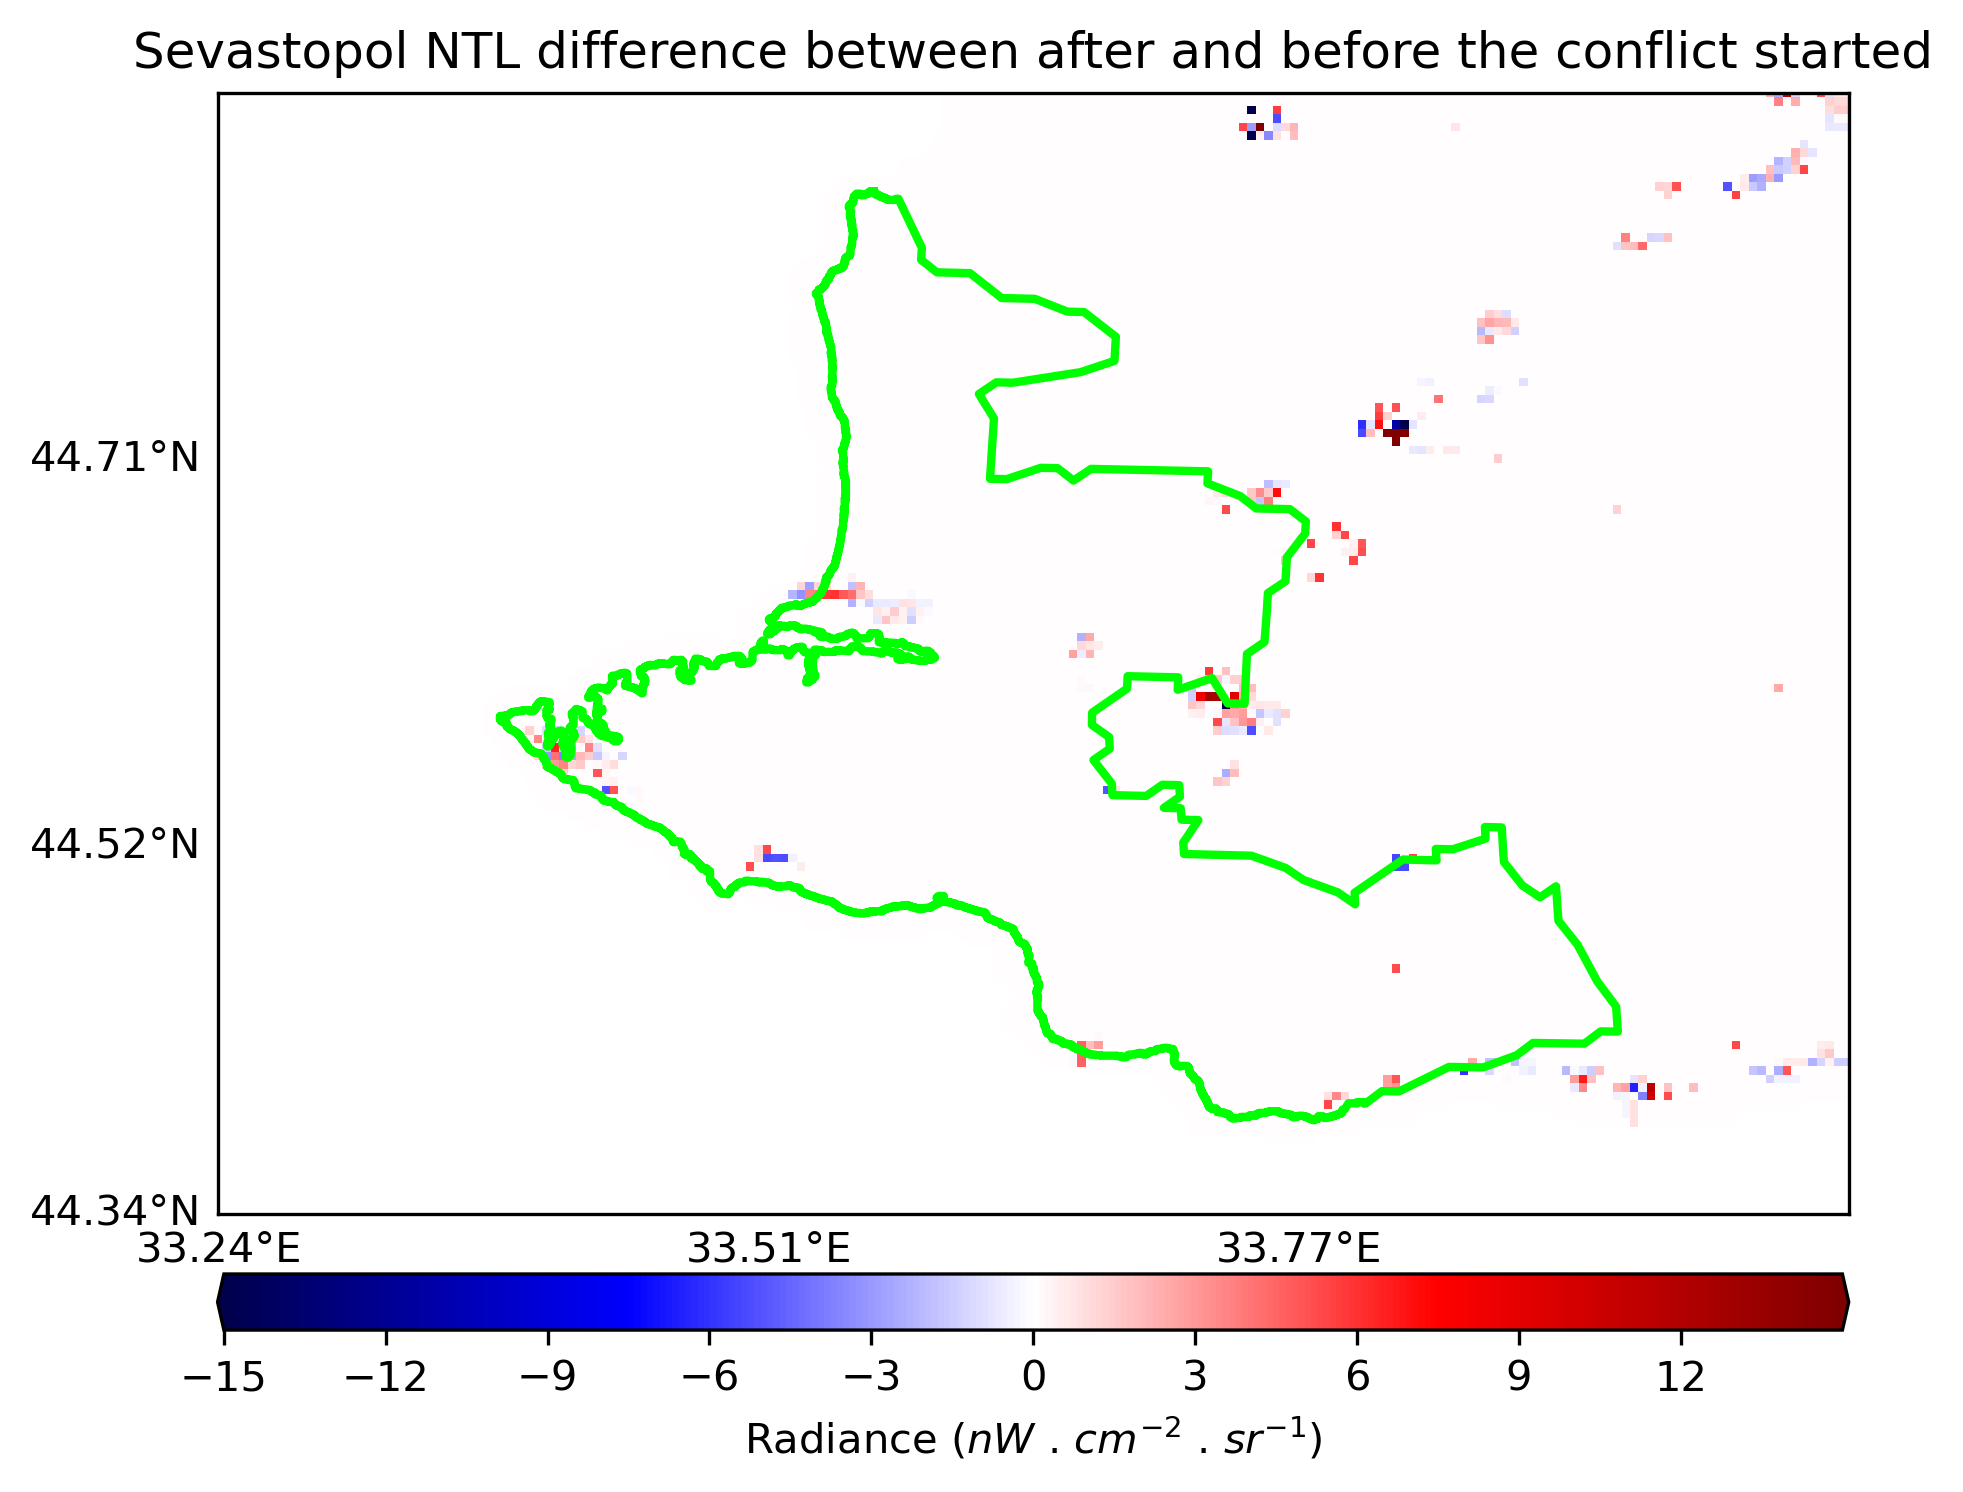 Sevastopol NTL difference between after and before the conflict started
44.71°N
44.52°N
44.34°N
33.24°E 33.51°E 33.77°E
−15 −12 −9 −6 −3 0 3 6 9 12
Radiance (nW . cm⁻² . sr⁻¹)